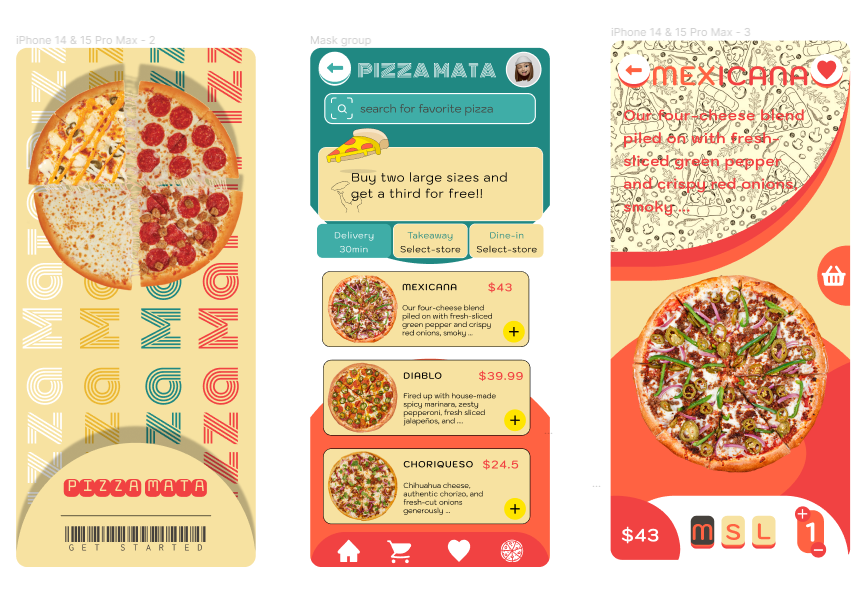 iPhone 14 & 15 Pro Max - 2
PIZZA MATA
GET STARTED
Mask group
PIZZAMATA
search for favorite pizza
Buy two large sizes and
get a third for free!!
Delivery
30min
Takeaway
Select-store
Dine-in
Select-store
MEXICANA
$43
Our four-cheese blend
piled on with fresh-sliced
green pepper and crispy
red onions, smoky ...
+
DIABLO
$39.99
Fired up with house-made
spicy marinara, zesty
pepperoni, fresh sliced
jalapeños, and ....
+
CHORIQUESO
$24.5
Chihuahua cheese,
authentic chorizo, and
fresh-cut onions
generously ...
+
iPhone 14 & 15 Pro Max - 3
MEXICANA
Our four-cheese blend
piled on with fresh-
sliced green pepper
and crispy red onions,
smoky....
$43
M
S
L
+
1
-